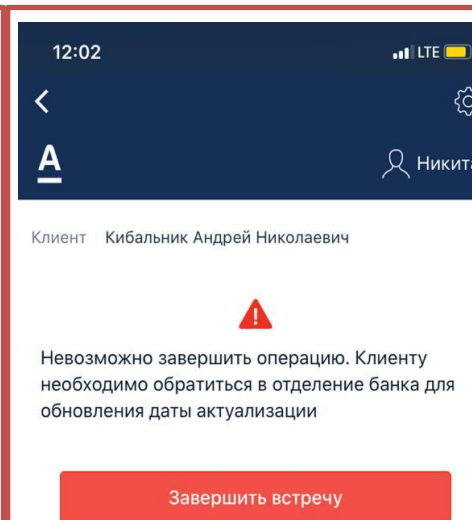 12:02 LTE
А Никита
Клиент Кибальник Андрей Николаевич
Невозможно завершить операцию. Клиенту
необходимо обратиться в отделение банка для
обновления даты актуализации
Завершить встречу